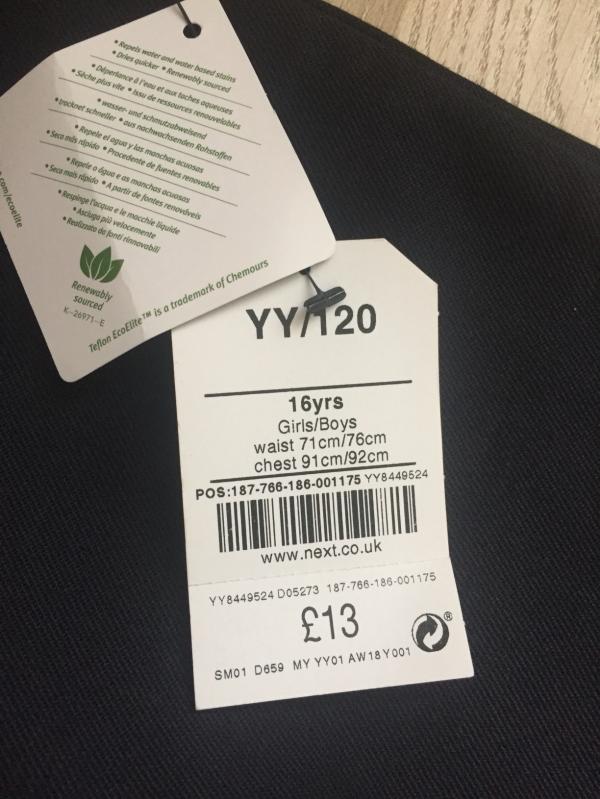 • Repels water and water based stains
• Dries quicker • Renewably sourced
• Déperlance à l'eau et aux taches aqueuses
• Sèche plus vite • Issu de ressources renouvelables
• wasser- und schmutzabweisend
• trocknet schneller • aus nachwachsenden Rohstoffen
• Repele el agua y las manchas acuosas
• Seca más rápido • Procedente de fuentes renovables
• Repele o água e as manchas acuosas
• Seca mais rápido • A partir de fontes renováveis
• Respinge l'acqua e le macchie liquide
• Asciuga più velocemente
• Realizzato da fonti rinnovabili
.com/ecoelite
Renewably
sourced
K-26971-E
Teflon EcoElite™ is a trademark of Chemours
YY/120
16yrs
Girls/Boys
waist 71cm/76cm
chest 91cm/92cm
POS:187-766-186-001175 YY8449524
www.next.co.uk
YY8449524 D05273 187-766-186-001175
£13
®
SM01 D659 MY YY01 AW18Y001